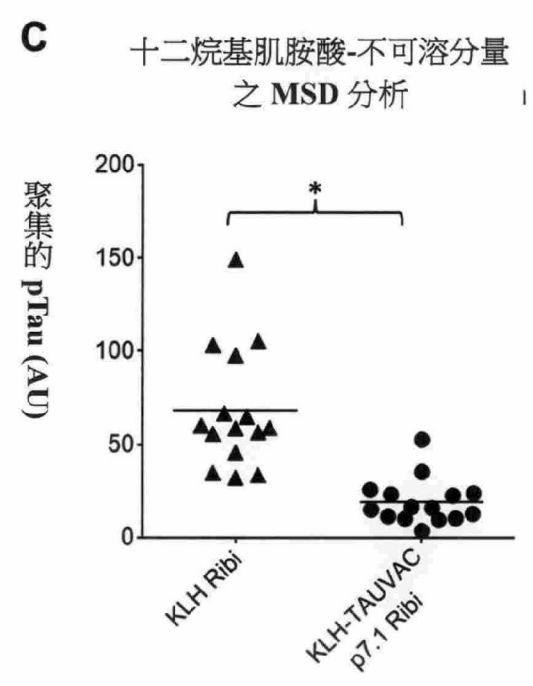 C
十二烷基肌胺酸-不可溶分量
之 MSD 分析
聚集的 pTau (AU)
200
*
150
100
50
0
KLH Ribi
KLH-TAUVAC
p7.1 Ribi